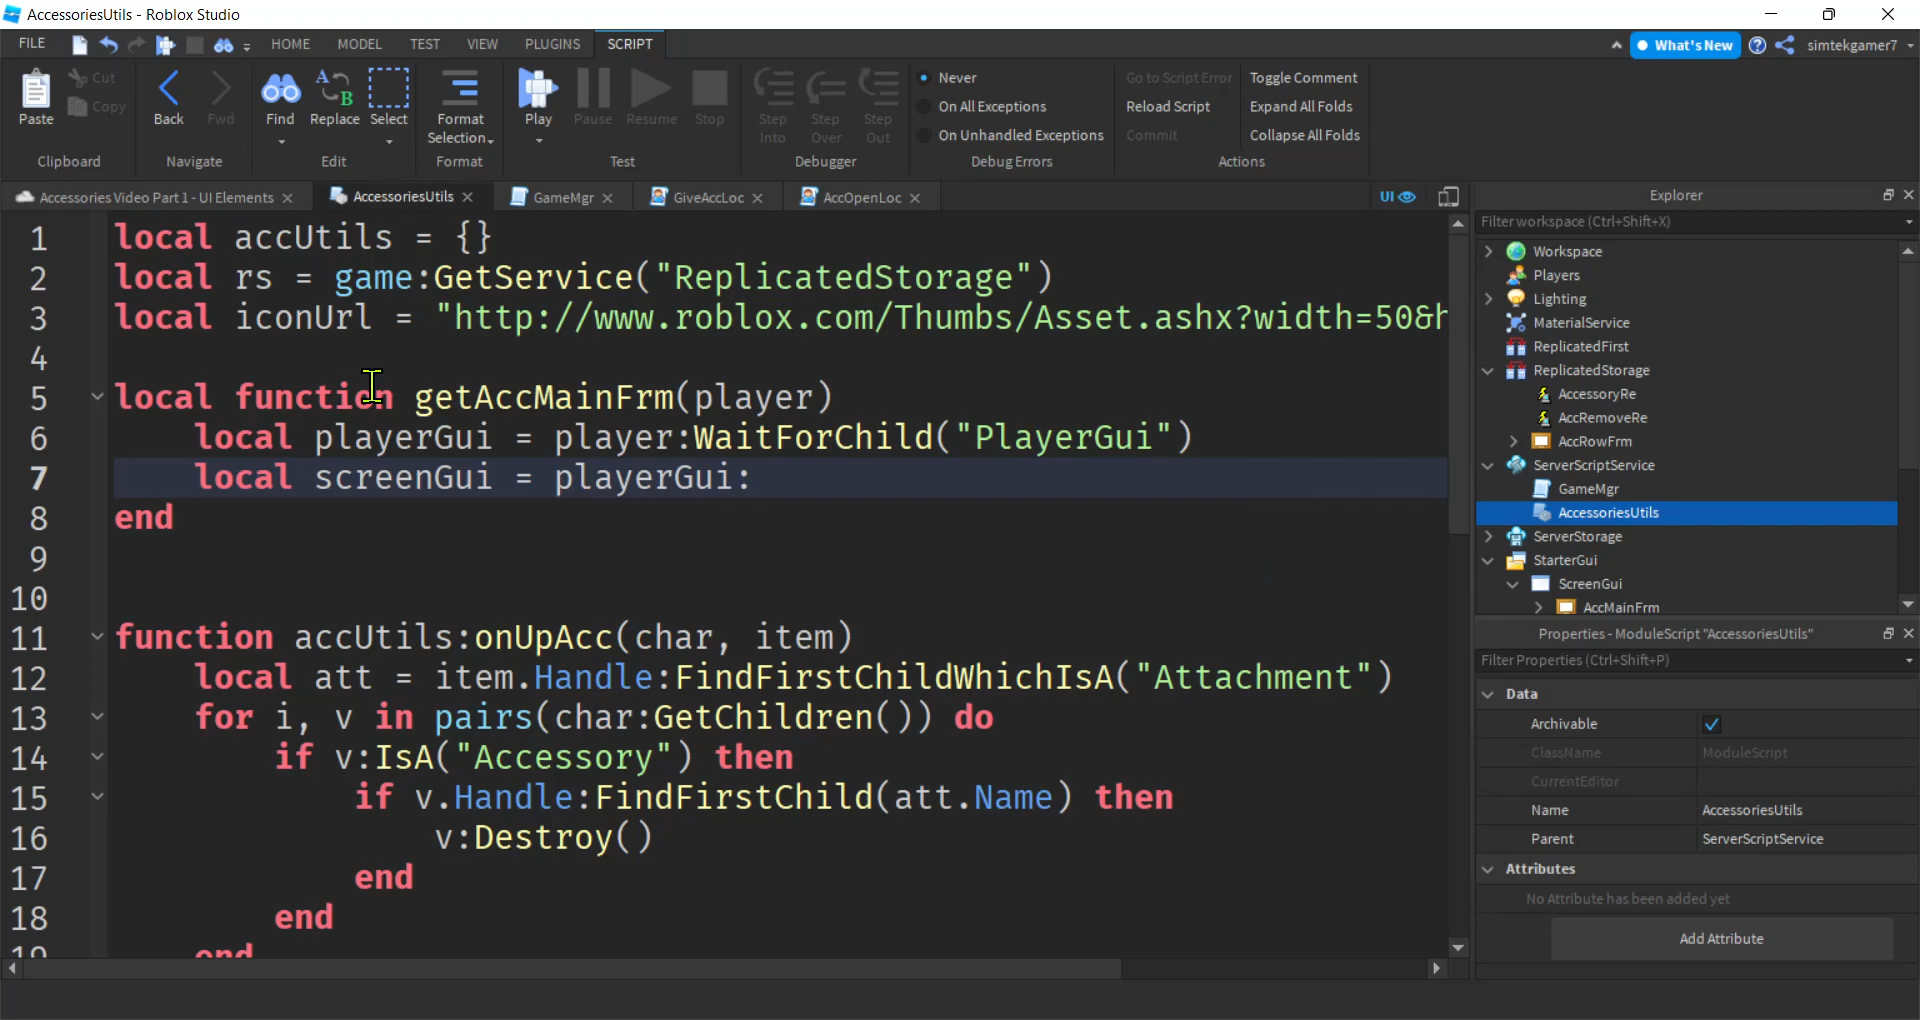 AccessoriesUtils - Roblox Studio
FILE HOME MODEL TEST VIEW PLUGINS SCRIPT What's New simtekgamer7
Paste Cut Copy Back Fwd Find Replace Select Format Selection Play Pause Resume Stop Step Into Step Over Step Out
Never
On All Exceptions
On Unhandled Exceptions
Go to Script Error
Reload Script
Commit
Toggle Comment
Expand All Folds
Collapse All Folds
Clipboard Navigate Edit Format Test Debugger Debug Errors Actions
Accessories Video Part 1 - UI Elements AccessoriesUtils GameMgr GiveAccLoc AccOpenLoc UI
1 local accUtils = {}
2 local rs = game:GetService("ReplicatedStorage")
3 local iconUrl = "http://www.roblox.com/Thumbs/Asset.ashx?width=50&h
4
5 local function getAccMainFrm(player)
6 local playerGui = player:WaitForChild("PlayerGui")
7 local screenGui = playerGui:
8 end
9
10
11 function accUtils:onUpAcc(char, item)
12 local att = item.Handle:FindFirstChildWhichIsA("Attachment")
13 for i, v in pairs(char:GetChildren()) do
14 if v:IsA("Accessory") then
15 if v.Handle:FindFirstChild(att.Name) then
16 v:Destroy()
17 end
18 end
19 end
Explorer
Filter workspace (Ctrl+Shift+X)
Workspace
Players
Lighting
MaterialService
ReplicatedFirst
ReplicatedStorage
AccessoryRe
AccRemoveRe
AccRowFrm
ServerScriptService
GameMgr
AccessoriesUtils
ServerStorage
StarterGui
ScreenGui
AccMainFrm
Properties - ModuleScript "AccessoriesUtils"
Filter Properties (Ctrl+Shift+P)
Data
Archivable
ClassName ModuleScript
CurrentEditor
Name AccessoriesUtils
Parent ServerScriptService
Attributes
No Attribute has been added yet
Add Attribute